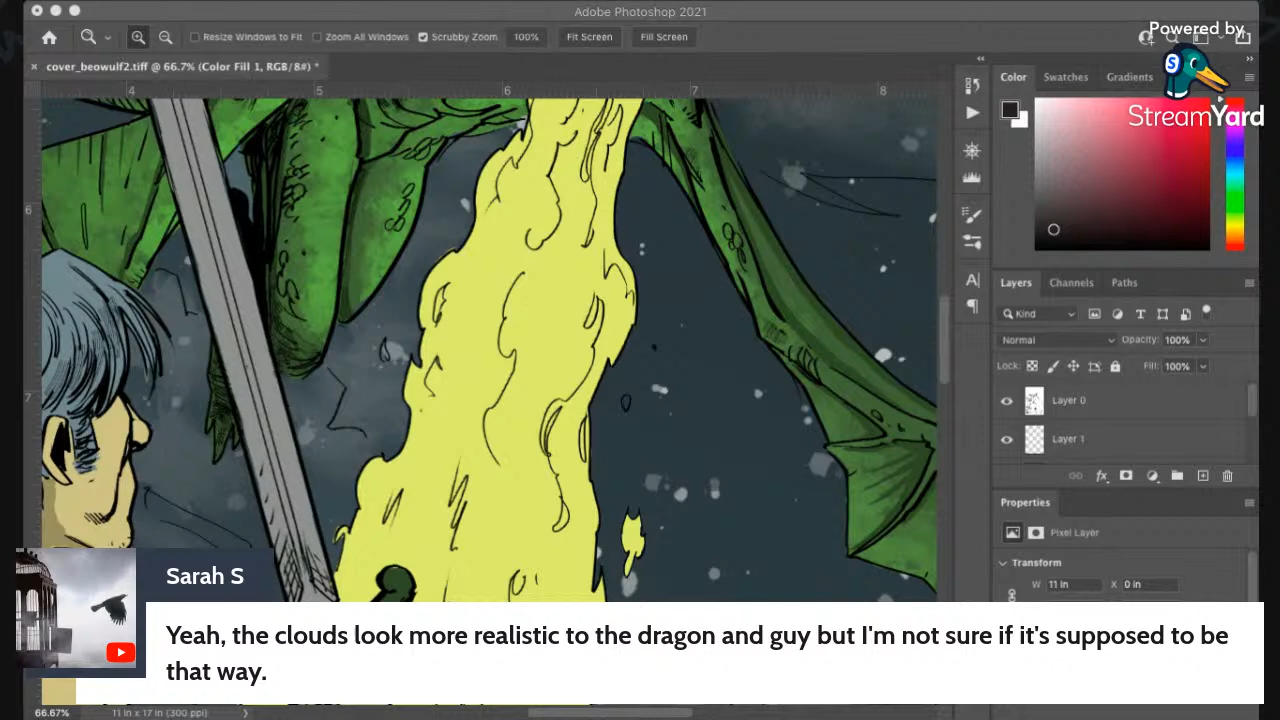 Adobe Photoshop 2021
Powered by
StreamYard
Resize Windows to Fit
Zoom All Windows
Scrubby Zoom
100%
Fit Screen
Fill Screen
cover_beowulf2.tiff @ 66.7% (Color Fill 1, RGB/8#) *
4
5
6
7
8
6
7
Color
Swatches
Gradients
Layers
Channels
Paths
Kind
Normal
Opacity: 100%
Lock:
Fill: 100%
Layer 0
Layer 1
fx
Properties
Pixel Layer
Transform
W 11 in
X 0 in
Sarah S
Yeah, the clouds look more realistic to the dragon and guy but I'm not sure if it's supposed to be
that way.
66.67%
11 in x 17 in (300 ppi)